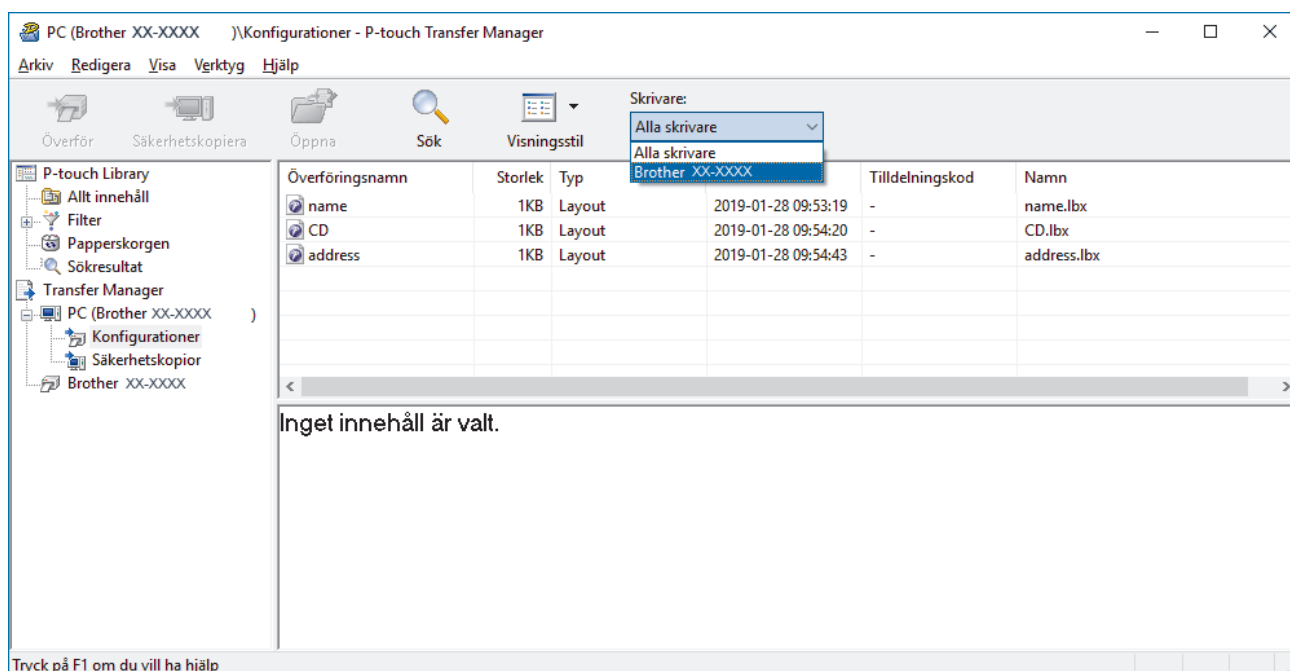 PC (Brother XX-XXXX )\Konfigurationer - P-touch Transfer Manager
Arkiv Redigera Visa Verktyg Hjälp
Skrivare:
Alla skrivare
Överför Säkerhetskopiera Öppna Sök Visningsstil
Alla skrivare
Brother XX-XXXX
P-touch Library
Allt innehåll
Filter
Papperskorgen
Sökresultat
Transfer Manager
PC (Brother XX-XXXX )
Konfigurationer
Säkerhetskopior
Brother XX-XXXX
Överföringsnamn Storlek Typ Tilldelningskod Namn
name 1KB Layout 2019-01-28 09:53:19 - name.lbx
CD 1KB Layout 2019-01-28 09:54:20 - CD.lbx
address 1KB Layout 2019-01-28 09:54:43 - address.lbx
Inget innehåll är valt.
Tryck på F1 om du vill ha hjälp